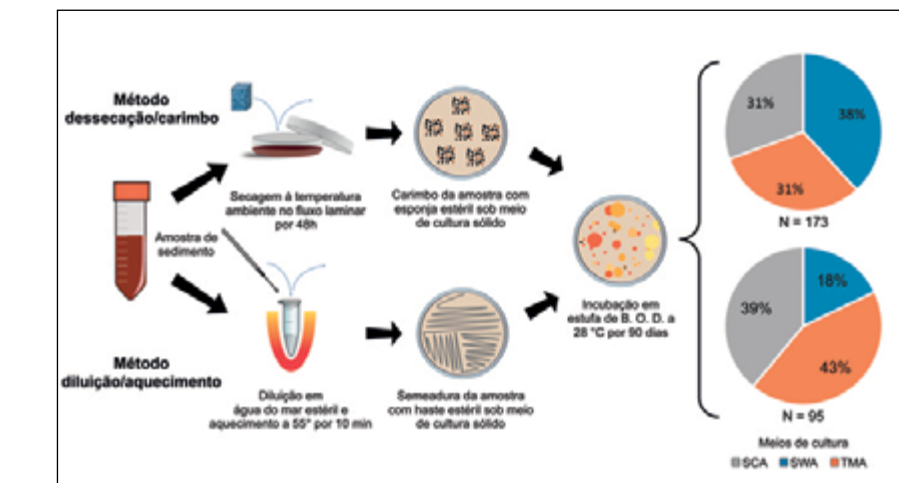 Método
dessecação/carimbo
Secagem à temperatura
ambiente no fluxo laminar
por 48h
Carimbo da amostra com
esponja estéril sob meio
de cultura sólido
31%
38%
31%
N = 173
Amostra de
sedimento
Incubação em
estufa de B. O. D. a
28 °C por 90 dias
Método
diluição/aquecimento
Diluição em
água do mar estéril e
aquecimento a 55° por 10 min
Semeadura da amostra
com haste estéril sob meio
de cultura sólido
39%
18%
43%
N = 95
Meios de cultura
SCA SWA TMA